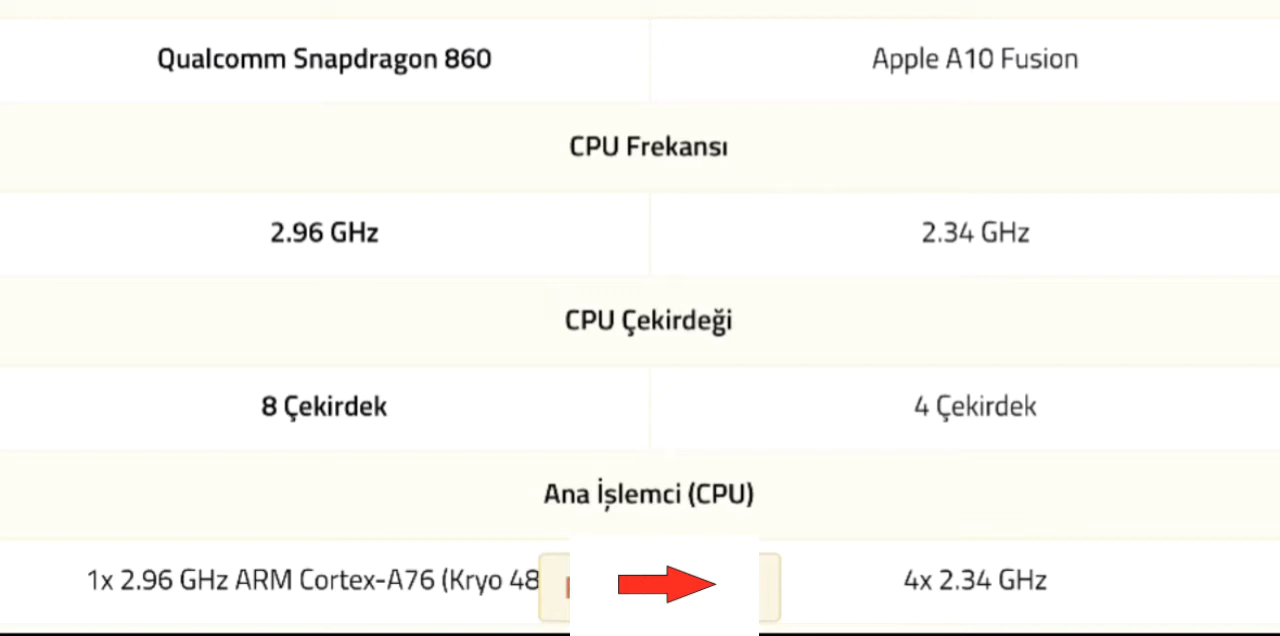 Qualcomm Snapdragon 860 Apple A10 Fusion
CPU Frekansı
2.96 GHz 2.34 GHz
CPU Çekirdeği
8 Çekirdek 4 Çekirdek
Ana İşlemci (CPU)
1x 2.96 GHz ARM Cortex-A76 (Kryo 48 4x 2.34 GHz